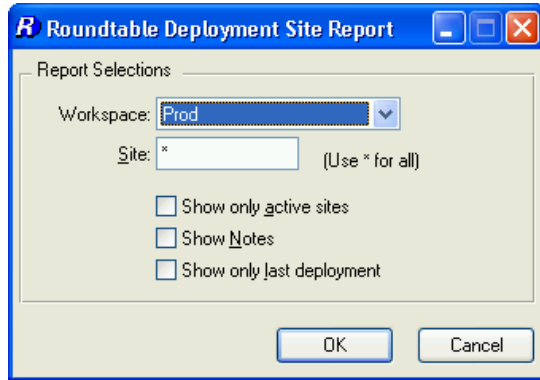 R Roundtable Deployment Site Report
Report Selections
Workspace: Prod
Site: * (Use * for all)
Show only active sites
Show Notes
Show only last deployment
OK Cancel